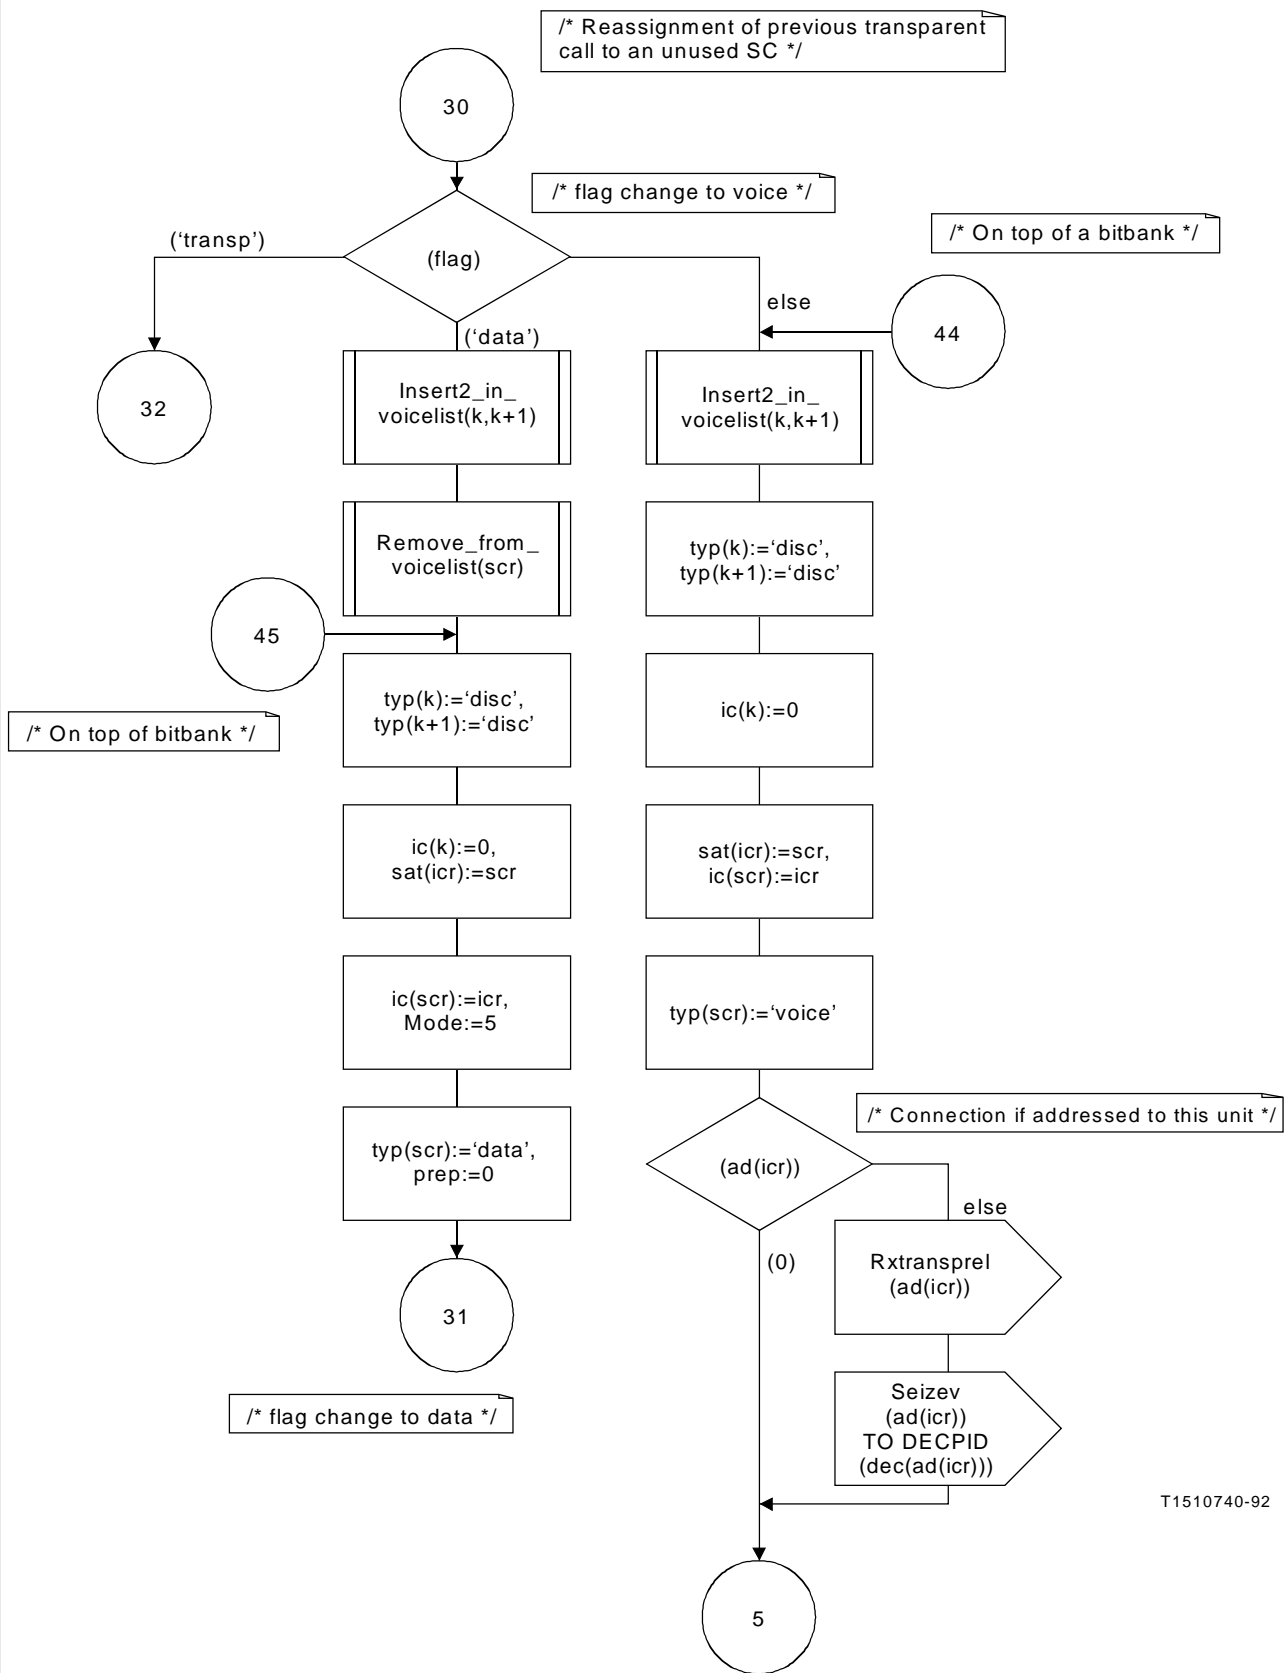 /* Reassignment of previous transparent
call to an unused SC */
30
/* flag change to voice */
(‘transp’)
(flag)
/* On top of a bitbank */
else
44
(‘data’)
32
Insert2_in_
voicelist(k,k+1)
Insert2_in_
voicelist(k,k+1)
Remove_from_
voicelist(scr)
typ(k):=‘disc’,
typ(k+1):=‘disc’
45
/* On top of bitbank */
typ(k):=‘disc’,
typ(k+1):=‘disc’
ic(k):=0
ic(k):=0,
sat(icr):=scr
sat(icr):=scr,
ic(scr):=icr
ic(scr):=icr,
Mode:=5
typ(scr):=‘voice’
/* Connection if addressed to this unit */
typ(scr):=‘data’,
prep:=0
(ad(icr))
else
(0)
Rxtransprel
(ad(icr))
31
/* flag change to data */
Seizev
(ad(icr))
TO DECPID
(dec(ad(icr)))
T1510740-92
5